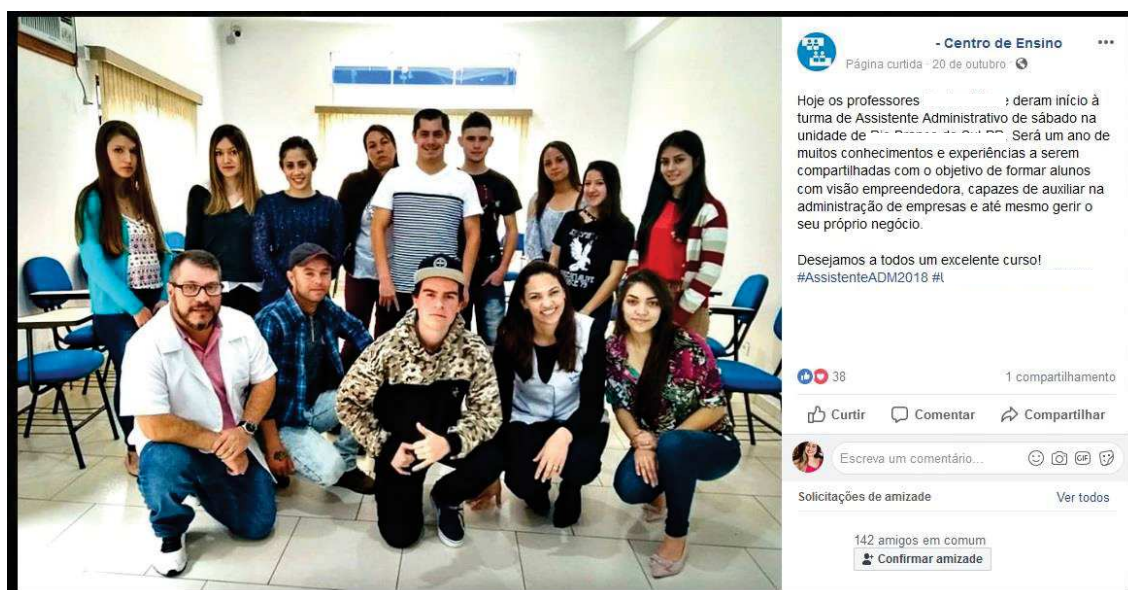 - Centro de Ensino
Página curtida · 20 de outubro ·
Hoje os professores e deram início à
turma de Assistente Administrativo de sábado na
unidade de Será um ano de
muitos conhecimentos e experiências a serem
compartilhadas com o objetivo de formar alunos
com visão empreendedora, capazes de auxiliar na
administração de empresas e até mesmo gerir o
seu próprio negócio.
Desejamos a todos um excelente curso!
#AssistenteADM2018
38 1 compartilhamento
Curtir Comentar Compartilhar
Escreva um comentário... GIF
Solicitações de amizade Ver todos
142 amigos em comum
Confirmar amizade